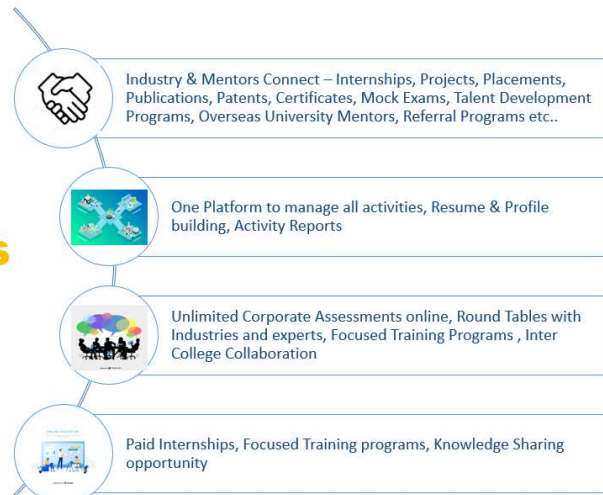 Industry & Mentors Connect – Internships, Projects, Placements,
Publications, Patents, Certificates, Mock Exams, Talent Development
Programs, Overseas University Mentors, Referral Programs etc..
One Platform to manage all activities, Resume & Profile
building, Activity Reports
s
Unlimited Corporate Assessments online, Round Tables with
Industries and experts, Focused Training Programs , Inter
College Collaboration
Paid Internships, Focused Training programs, Knowledge Sharing
opportunity